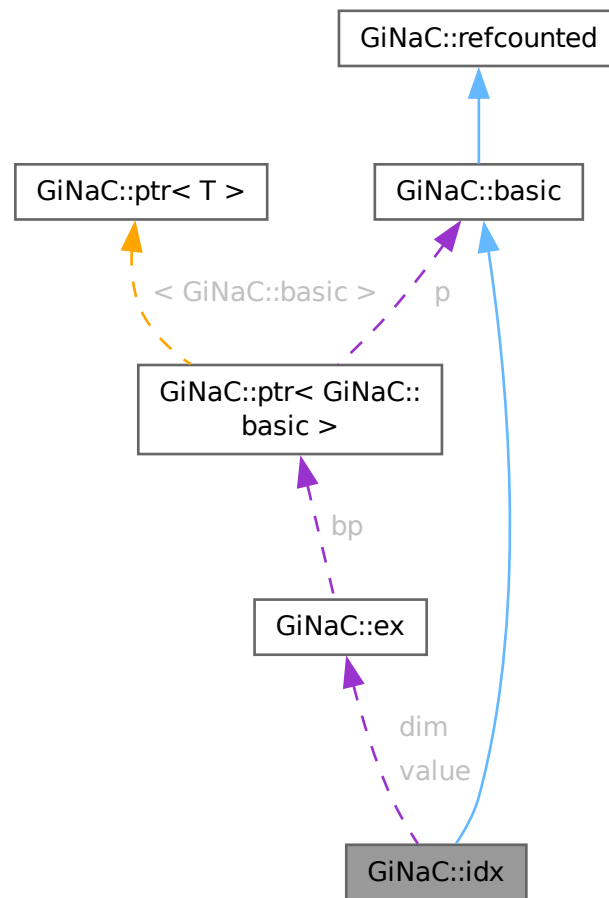 GiNaC::refcounted
GiNaC::ptr< T >
GiNaC::basic
< GiNaC::basic >
p
GiNaC::ptr< GiNaC::
basic >
bp
GiNaC::ex
dim
value
GiNaC::idx